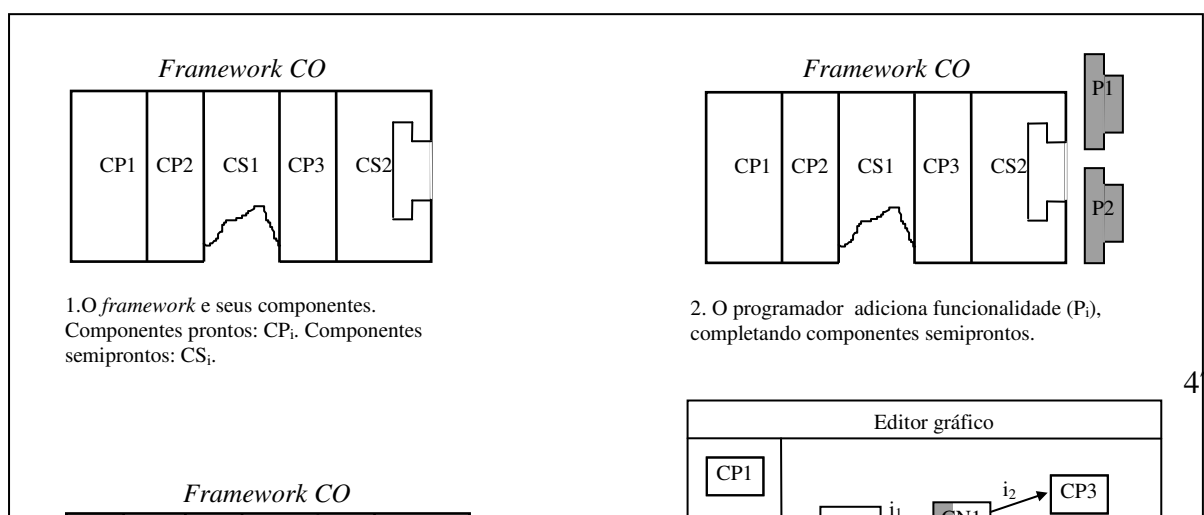 Framework CO
CP1 CP2 CS1 CP3 CS2
1.O framework e seus componentes.
Componentes prontos: CPi. Componentes
semiprontos: CSi.
Framework CO
CP1 CP2 CS1 CP3 CS2
P1
P2
2. O programador adiciona funcionalidade (Pi),
completando componentes semiprontos.
Framework CO
Editor gráfico
CP1
i1
CN1
i2
CP3